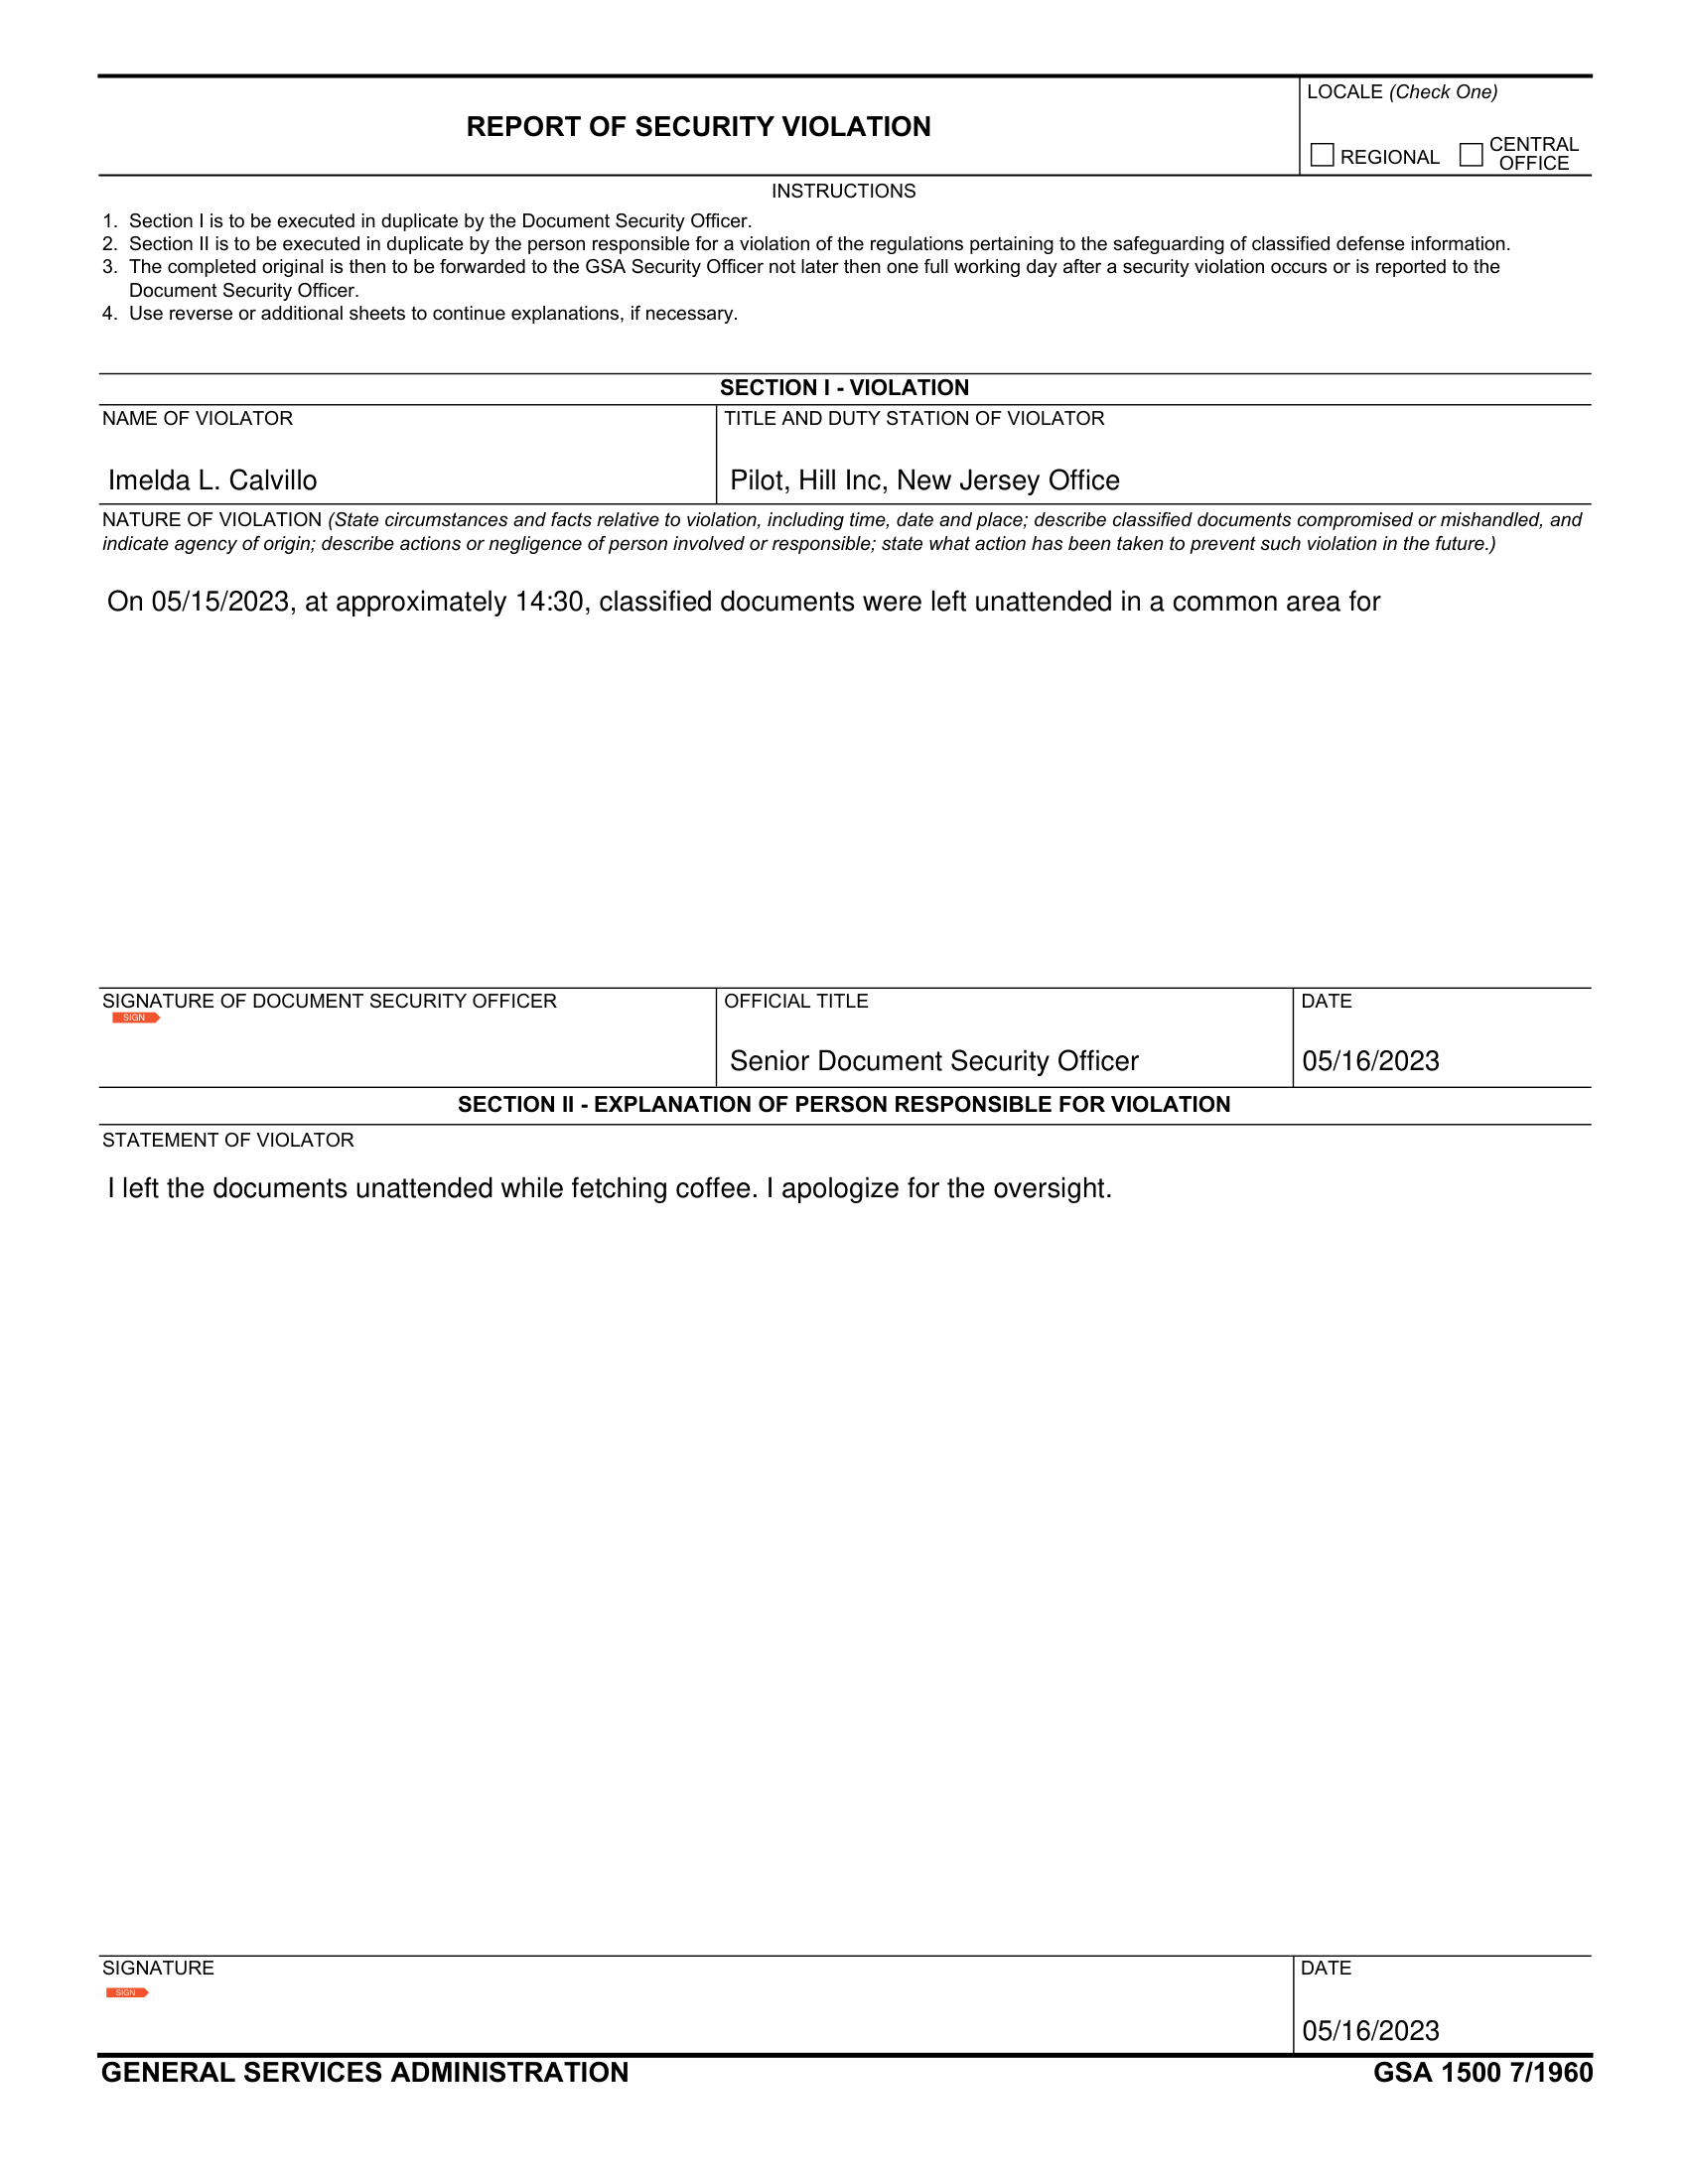 REPORT OF SECURITY VIOLATION
LOCALE (Check One)
REGIONAL
CENTRAL
OFFICE
INSTRUCTIONS
1. Section I is to be executed in duplicate by the Document Security Officer.
2. Section II is to be executed in duplicate by the person responsible for a violation of the regulations pertaining to the safeguarding of classified defense information.
3. The completed original is then to be forwarded to the GSA Security Officer not later then one full working day after a security violation occurs or is reported to the
Document Security Officer.
4. Use reverse or additional sheets to continue explanations, if necessary.
SECTION I - VIOLATION
NAME OF VIOLATOR
Imelda L. Calvillo
TITLE AND DUTY STATION OF VIOLATOR
Pilot, Hill Inc, New Jersey Office
NATURE OF VIOLATION (State circumstances and facts relative to violation, including time, date and place; describe classified documents compromised or mishandled, and
indicate agency of origin; describe actions or negligence of person involved or responsible; state what action has been taken to prevent such violation in the future.)
On 05/15/2023, at approximately 14:30, classified documents were left unattended in a common area for
SIGNATURE OF DOCUMENT SECURITY OFFICER
SIGN
OFFICIAL TITLE
Senior Document Security Officer
DATE
05/16/2023
SECTION II - EXPLANATION OF PERSON RESPONSIBLE FOR VIOLATION
STATEMENT OF VIOLATOR
I left the documents unattended while fetching coffee. I apologize for the oversight.
SIGNATURE
SIGN
DATE
05/16/2023
GENERAL SERVICES ADMINISTRATION
GSA 1500 7/1960